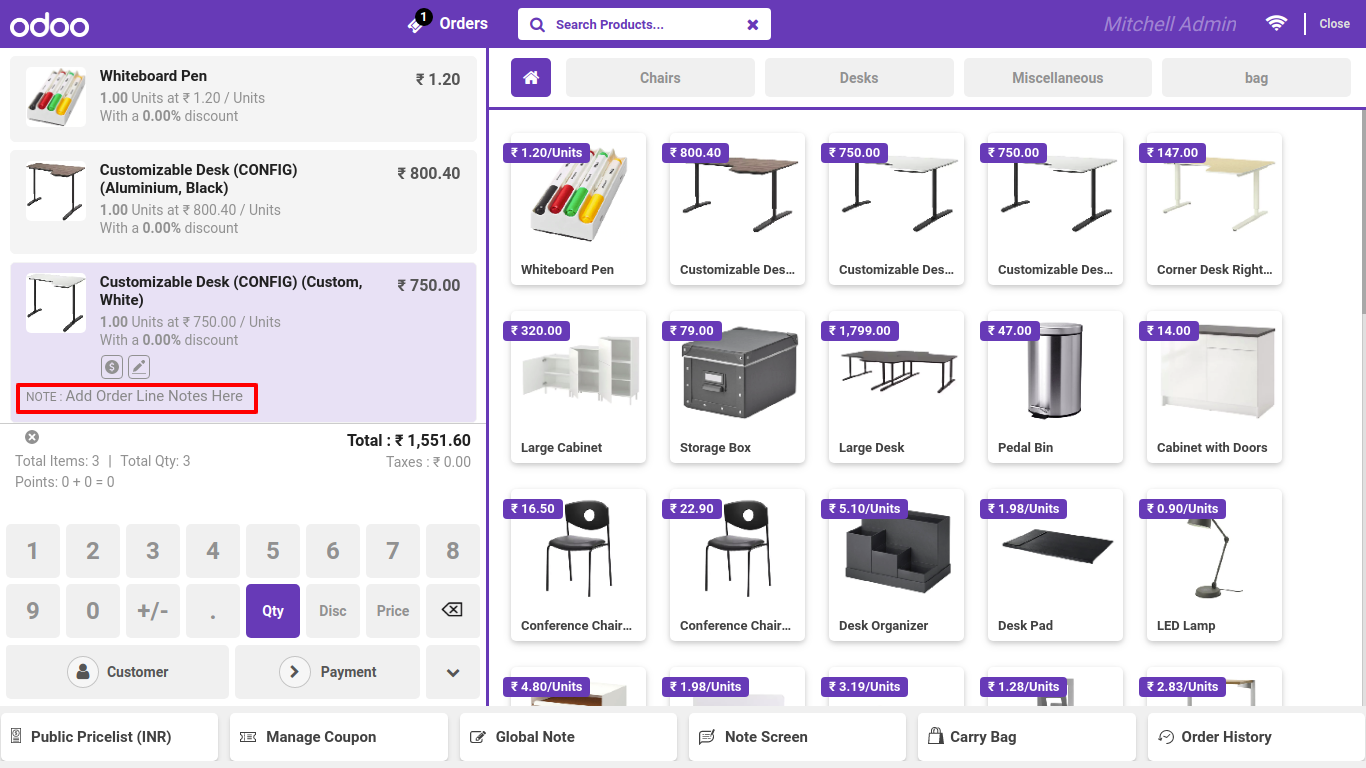 odoo
1
Orders
Search Products...
Mitchell Admin
Close
Whiteboard Pen
₹ 1.20
1.00 Units at ₹ 1.20 / Units
With a 0.00% discount
Customizable Desk (CONFIG)
(Aluminium, Black)
₹ 800.40
1.00 Units at ₹ 800.40 / Units
With a 0.00% discount
Customizable Desk (CONFIG) (Custom,
White)
₹ 750.00
1.00 Units at ₹ 750.00 / Units
With a 0.00% discount
$
NOTE : Add Order Line Notes Here
Total : ₹ 1,551.60
Total Items: 3 | Total Qty: 3
Taxes : ₹ 0.00
Points: 0 + 0 = 0
1 2 3 4 5 6 7 8
9 0 +/- . Qty Disc Price
Customer
Payment
Chairs
Desks
Miscellaneous
bag
₹ 1.20/Units
₹ 800.40
₹ 750.00
₹ 750.00
₹ 147.00
Whiteboard Pen
Customizable Des...
Customizable Des...
Customizable Des...
Corner Desk Right...
₹ 320.00
₹ 79.00
₹ 1,799.00
₹ 47.00
₹ 14.00
Large Cabinet
Storage Box
Large Desk
Pedal Bin
Cabinet with Doors
₹ 16.50
₹ 22.90
₹ 5.10/Units
₹ 1.98/Units
₹ 0.90/Units
Conference Chair...
Conference Chair...
Desk Organizer
Desk Pad
LED Lamp
₹ 4.80/Units
₹ 1.98/Units
₹ 3.19/Units
₹ 1.28/Units
₹ 2.83/Units
Public Pricelist (INR)
Manage Coupon
Global Note
Note Screen
Carry Bag
Order History